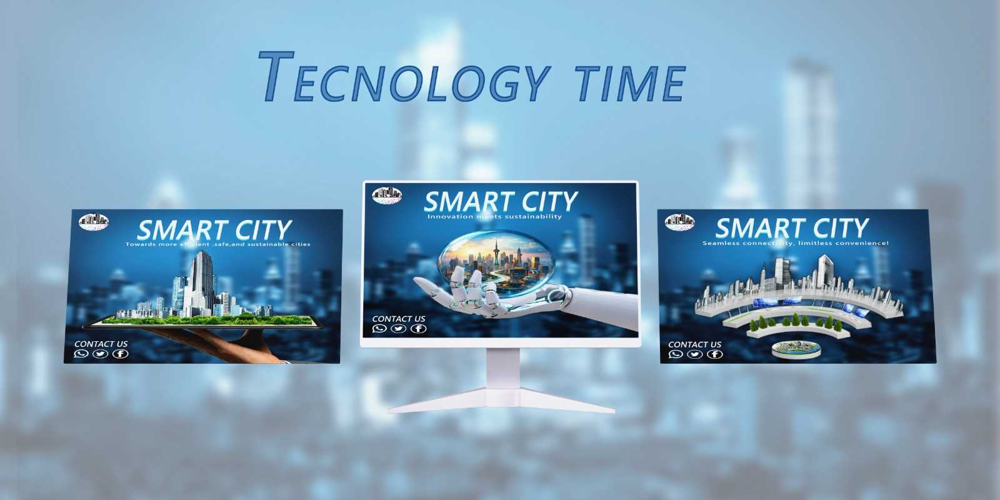 TECNOLOGY TIME
SMART CITY
Towards more efficient ,safe,and sustainable cities
CONTACT US
SMART CITY
Innovation meets sustainability
CONTACT US
SMART CITY
Seamless connectivity, limitless convenience!
CONTACT US